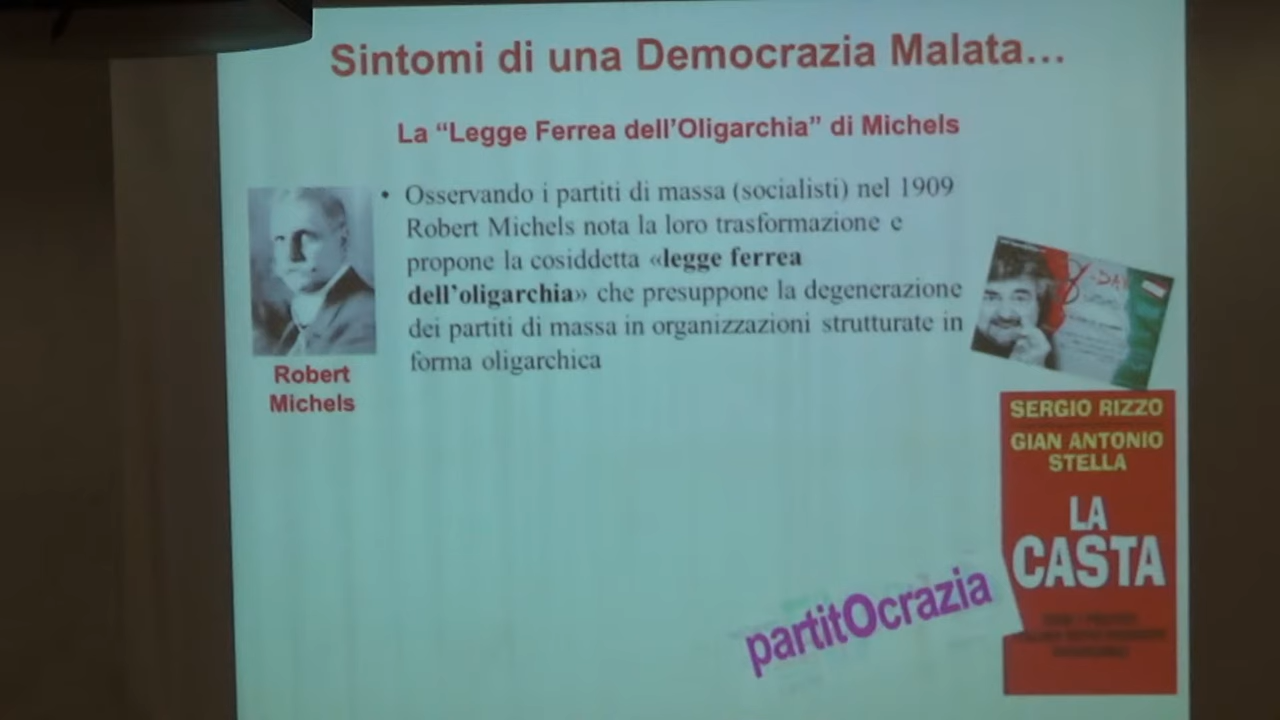 Sintomi di una Democrazia Malata...
La “Legge Ferrea dell’Oligarchia” di Michels
• Osservando i partiti di massa (socialisti) nel 1909
Robert Michels nota la loro trasformazione e
propone la cosiddetta «legge ferrea
dell’oligarchia» che presuppone la degenerazione
dei partiti di massa in organizzazioni strutturate in
forma oligarchica
Robert
Michels
V-DAY
SERGIO RIZZO
GIAN ANTONIO
STELLA
LA
CASTA
partitOcrazia